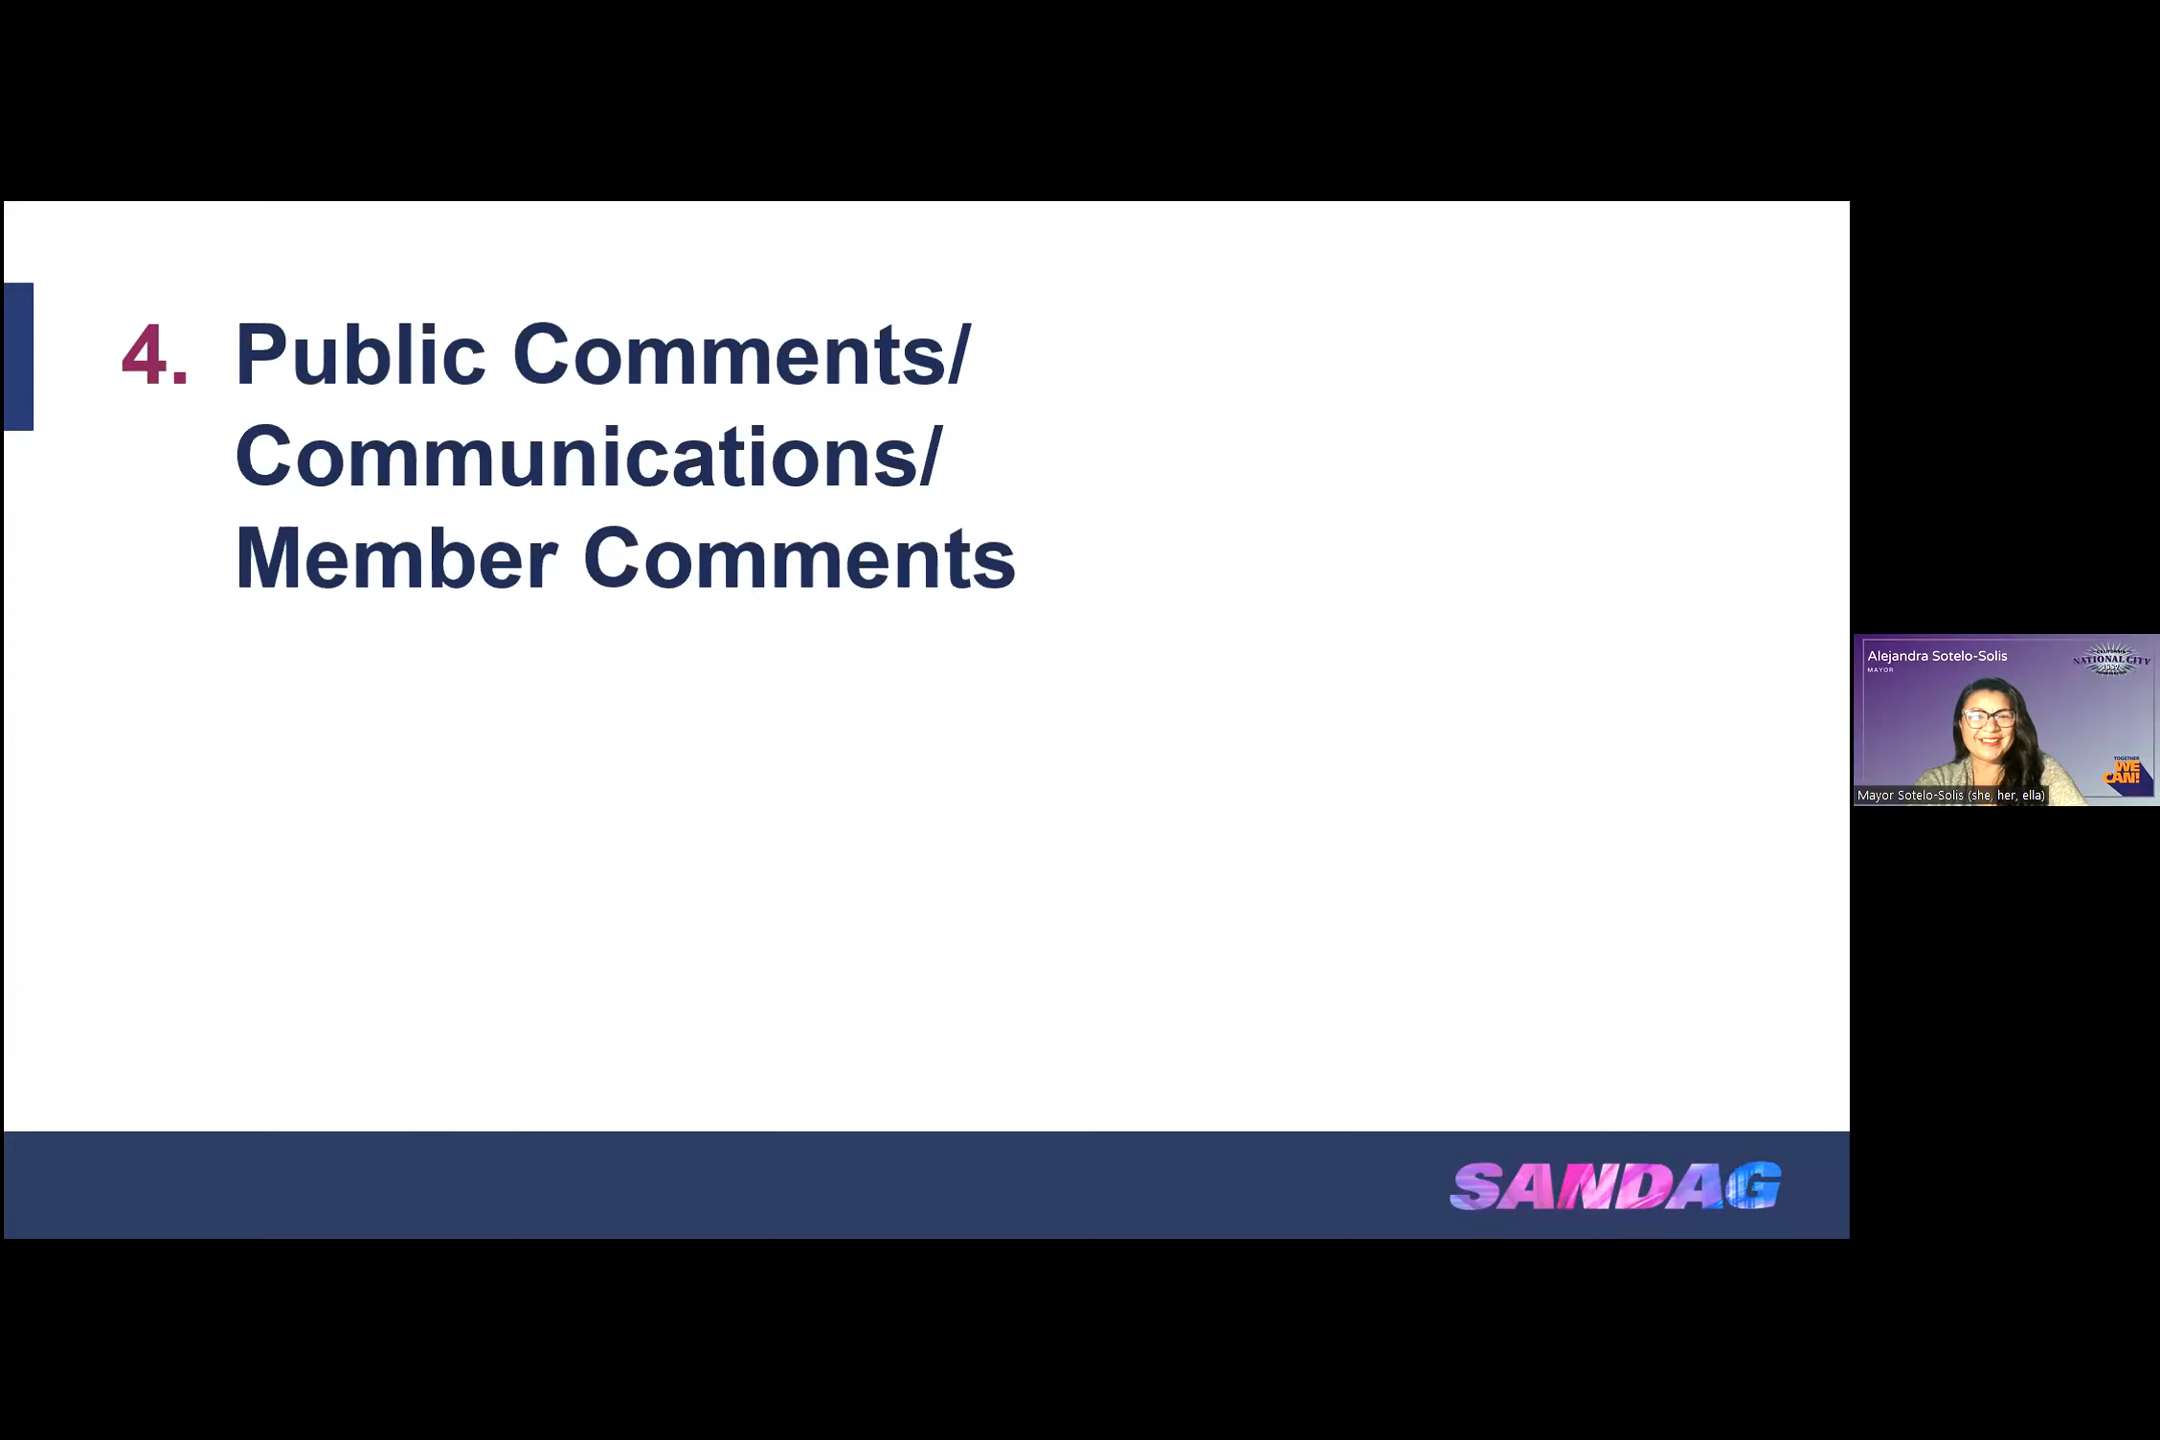 4. Public Comments/
Communications/
Member Comments
Alejandra Sotelo-Solis
MAYOR
NATIONAL CITY
TOGETHER
WE
CAN!
Mayor Sotelo-Solis (she, her, ella)
SANDAG